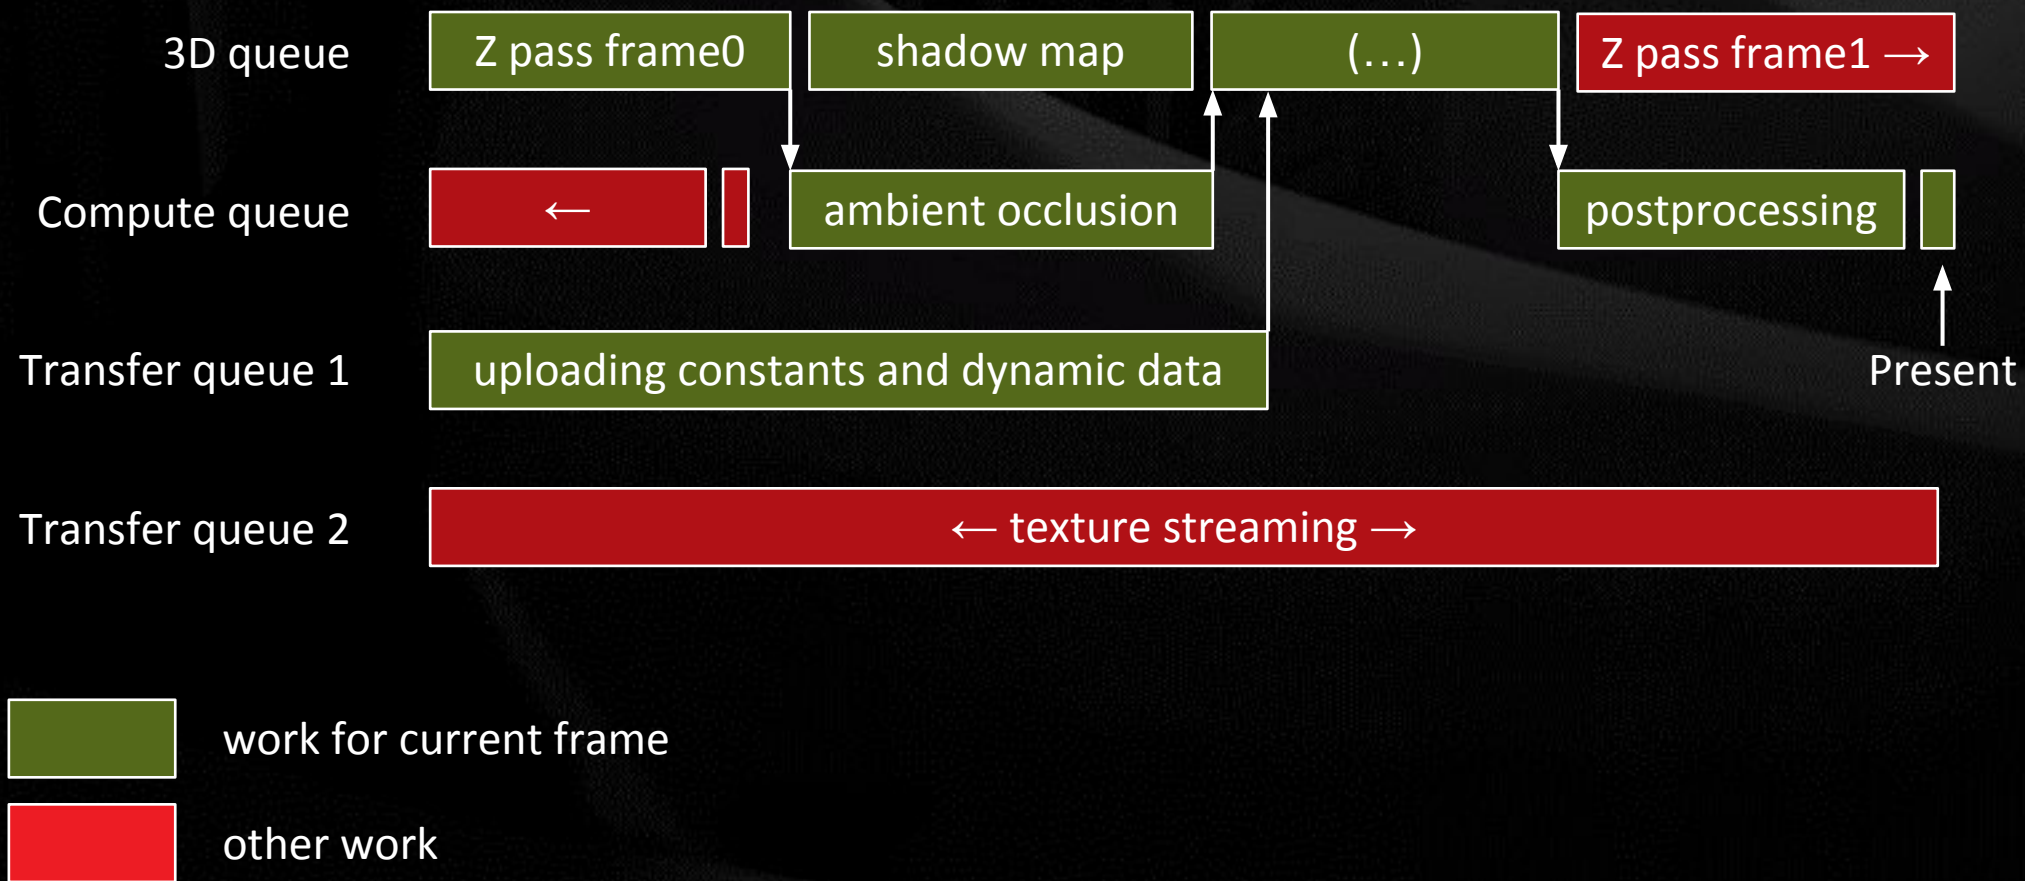 3D queue
Z pass frame0
shadow map
(...)
Z pass frame1 →
Compute queue
←
ambient occlusion
postprocessing
Transfer queue 1
uploading constants and dynamic data
Present
Transfer queue 2
← texture streaming →
work for current frame
other work